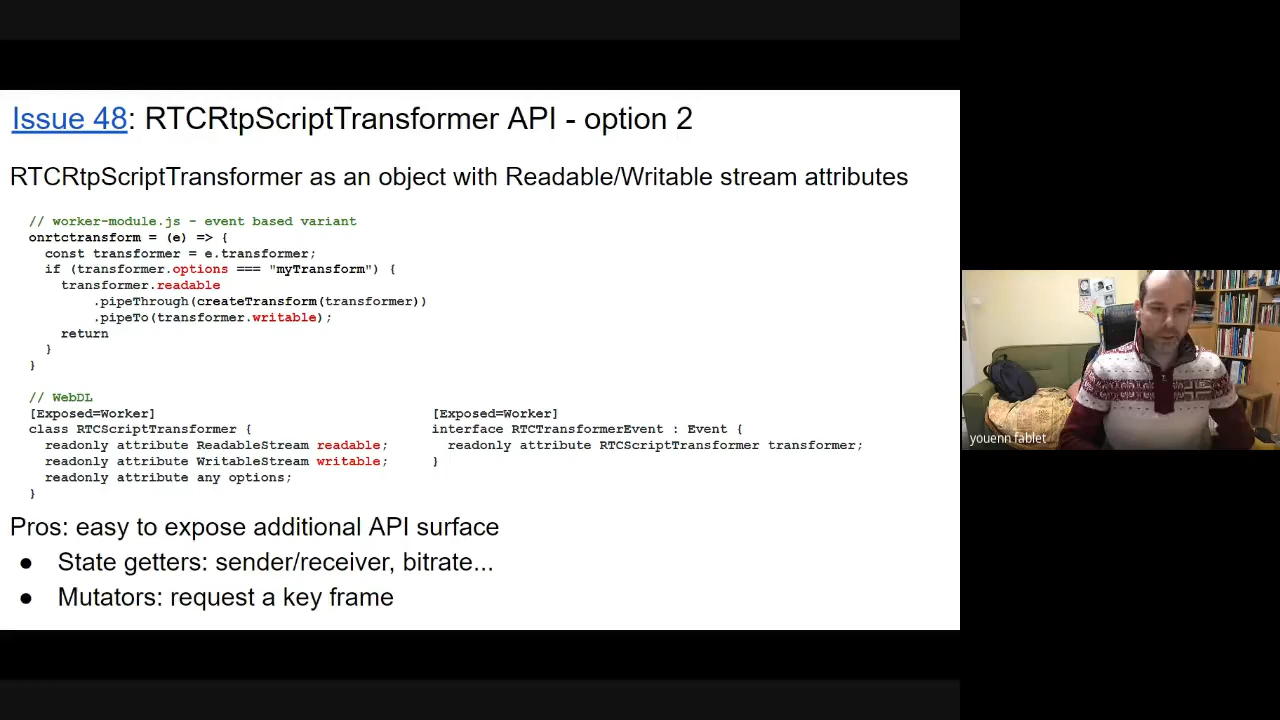 Issue 48: RTCRtpScriptTransformer API - option 2
RTCRtpScriptTransformer as an object with Readable/Writable stream attributes
// worker-module.js - event based variant
onrtctransform = (e) => {
const transformer = e.transformer;
if (transformer.options === "myTransform") {
transformer.readable
.pipeThrough(createTransform(transformer))
.pipeTo(transformer.writable);
return
}
}
// WebDL
[Exposed=Worker]
class RTCScriptTransformer {
readonly attribute ReadableStream readable;
readonly attribute WritableStream writable;
readonly attribute any options;
}
[Exposed=Worker]
interface RTCTransformerEvent : Event {
readonly attribute RTCScriptTransformer transformer;
}
Pros: easy to expose additional API surface
● State getters: sender/receiver, bitrate...
● Mutators: request a key frame
youenn fablet